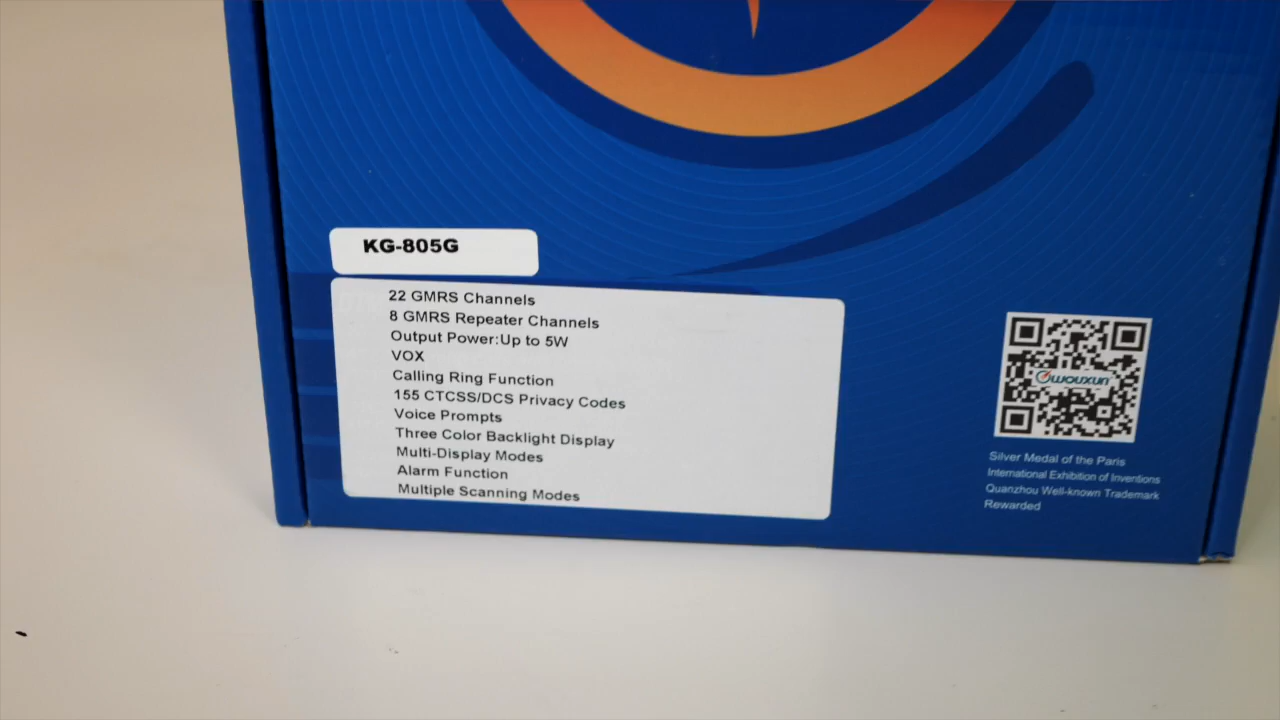 KG-805G
22 GMRS Channels
8 GMRS Repeater Channels
Output Power:Up to 5W
VOX
Calling Ring Function
155 CTCSS/DCS Privacy Codes
Voice Prompts
Three Color Backlight Display
Multi-Display Modes
Alarm Function
Multiple Scanning Modes
WOUXUN
Silver Medal of the Paris
International Exhibition of Inventions
Quanzhou Well-known Trademark
Rewarded